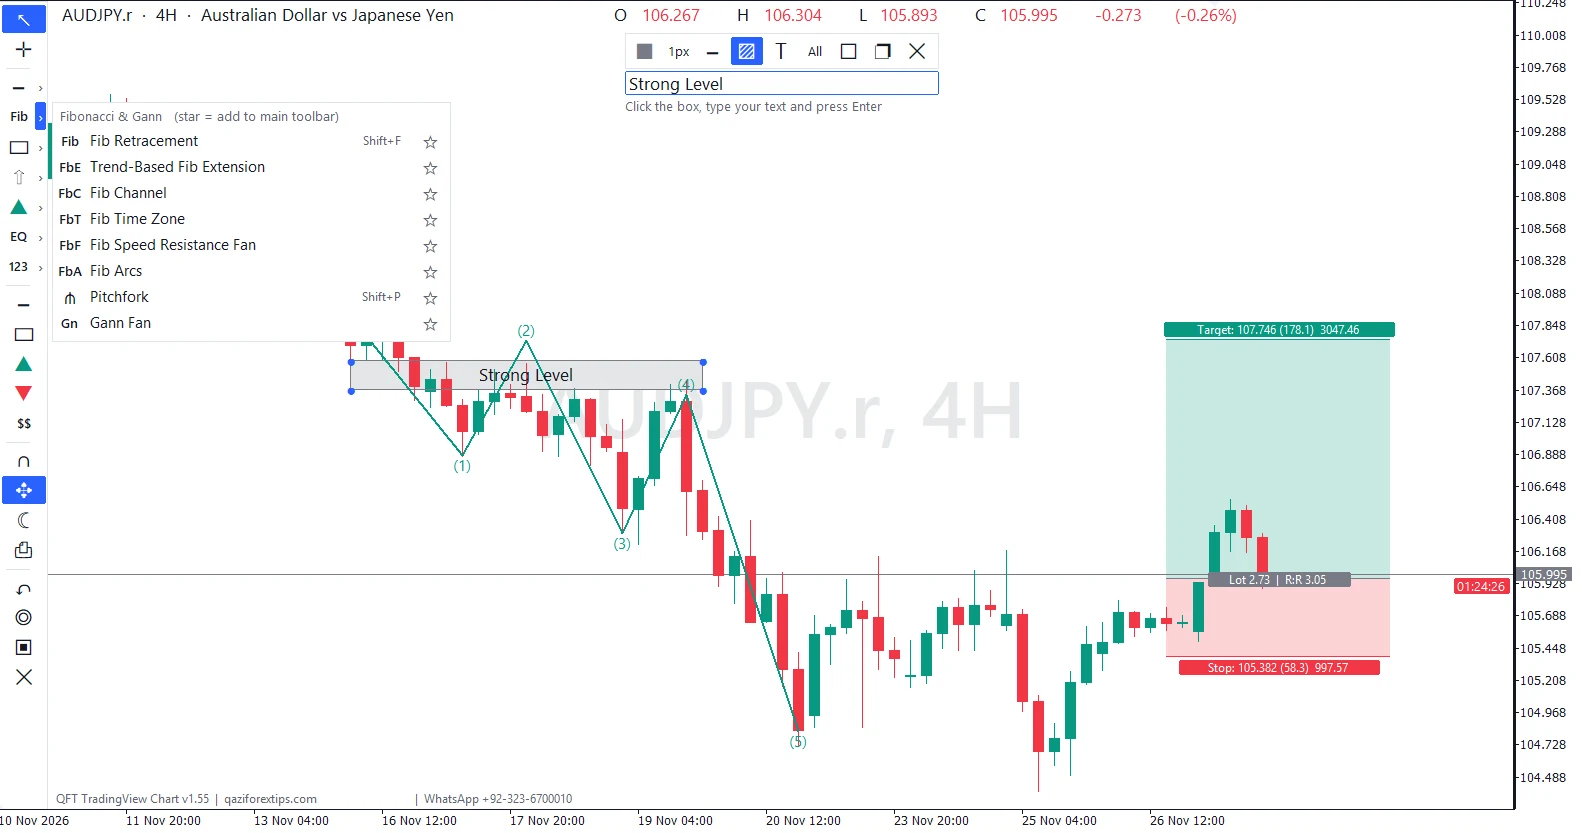 AUDJPY.r · 4H · Australian Dollar vs Japanese Yen O 106.267 H 106.304 L 105.893 C 105.995 -0.273 (-0.26%)
1px T All
Strong Level
Click the box, type your text and press Enter
Fib
EQ
123
$$
Fibonacci & Gann (star = add to main toolbar)
Fib Fib Retracement Shift+F
FbE Trend-Based Fib Extension
FbC Fib Channel
FbT Fib Time Zone
FbF Fib Speed Resistance Fan
FbA Fib Arcs
Pitchfork Shift+P
Gn Gann Fan
(2)
Strong Level
(4)
(1)
(3)
(5)
AUDJPY.r, 4H
Target: 107.746 (178.1) 3047.46
Lot 2.73 | R:R 3.05
Stop: 105.382 (58.3) 997.57
110.248
110.008
109.768
109.528
109.288
109.048
108.808
108.568
108.328
108.088
107.848
107.608
107.368
107.128
106.888
106.648
106.408
106.168
105.995
105.928
01:24:26
105.688
105.448
105.208
104.968
104.728
104.488
QFT TradingView Chart v1.55 | qaziforextips.com | WhatsApp +92-323-6700010
10 Nov 2026 11 Nov 20:00 13 Nov 04:00 16 Nov 12:00 17 Nov 20:00 19 Nov 04:00 20 Nov 12:00 23 Nov 20:00 25 Nov 04:00 26 Nov 12:00